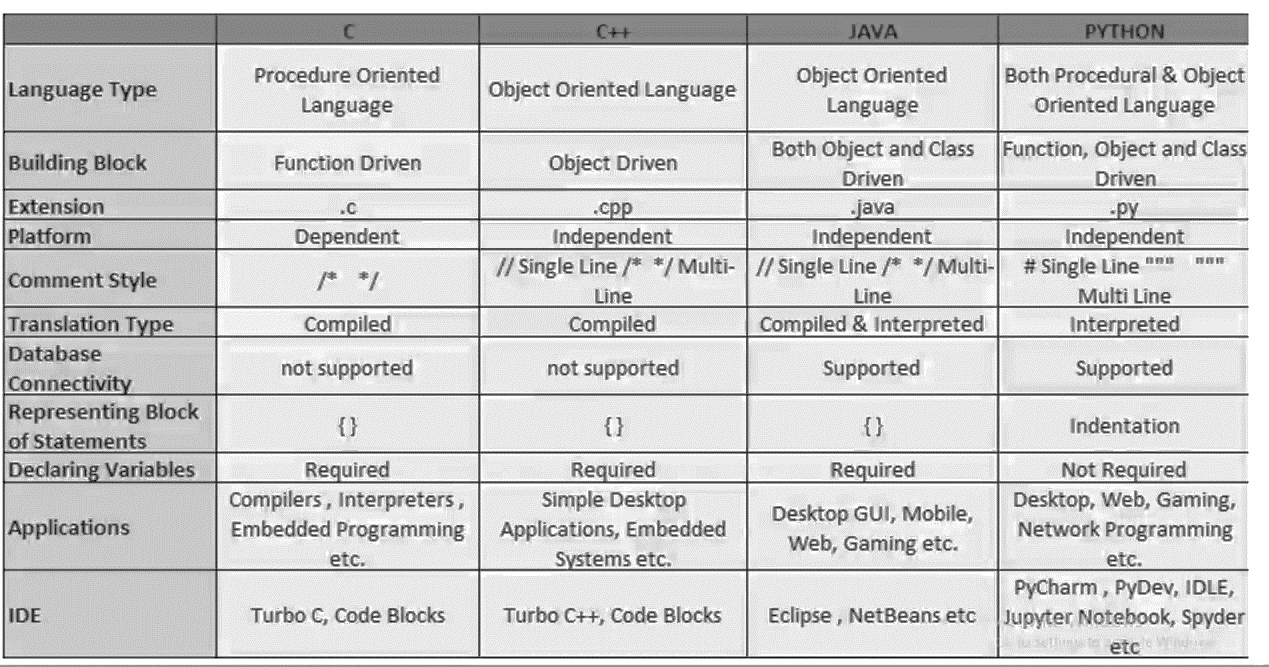 C C++ JAVA PYTHON
Language Type
Procedure Oriented
Language
Object Oriented Language
Object Oriented
Language
Both Procedural & Object
Oriented Language
Building Block
Function Driven
Object Driven
Both Object and Class
Driven
Function, Object and Class
Driven
Extension .c .cpp .java .py
Platform Dependent Independent Independent Independent
Comment Style
/* */
// Single Line /* */ Multi-
Line
// Single Line /* */ Multi-
Line
# Single Line """ """
Multi Line
Translation Type Compiled Compiled Compiled & Interpreted Interpreted
Database
Connectivity
not supported
not supported
Supported
Supported
Representing Block
of Statements
{ }
{ }
{ }
Indentation
Declaring Variables Required Required Required Not Required
Applications
Compilers , Interpreters ,
Embedded Programming
etc.
Simple Desktop
Applications, Embedded
Systems etc.
Desktop GUI, Mobile,
Web, Gaming etc.
Desktop, Web, Gaming,
Network Programming
etc.
IDE
Turbo C, Code Blocks
Turbo C++, Code Blocks
Eclipse , NetBeans etc
PyCharm , PyDev, IDLE,
Jupyter Notebook, Spyder
etc